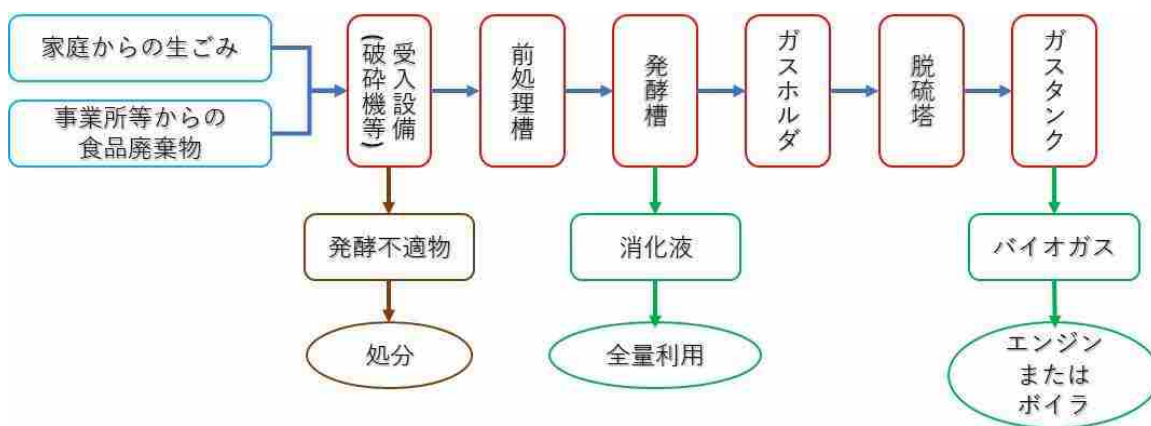 家庭からの生ごみ
事業所等からの
食品廃棄物
受入設備
(破砕機等)
前処理槽
発酵槽
ガスホルダ
脱硫塔
ガスタンク
発酵不適物
消化液
バイオガス
処分
全量利用
エンジン
または
ボイラ